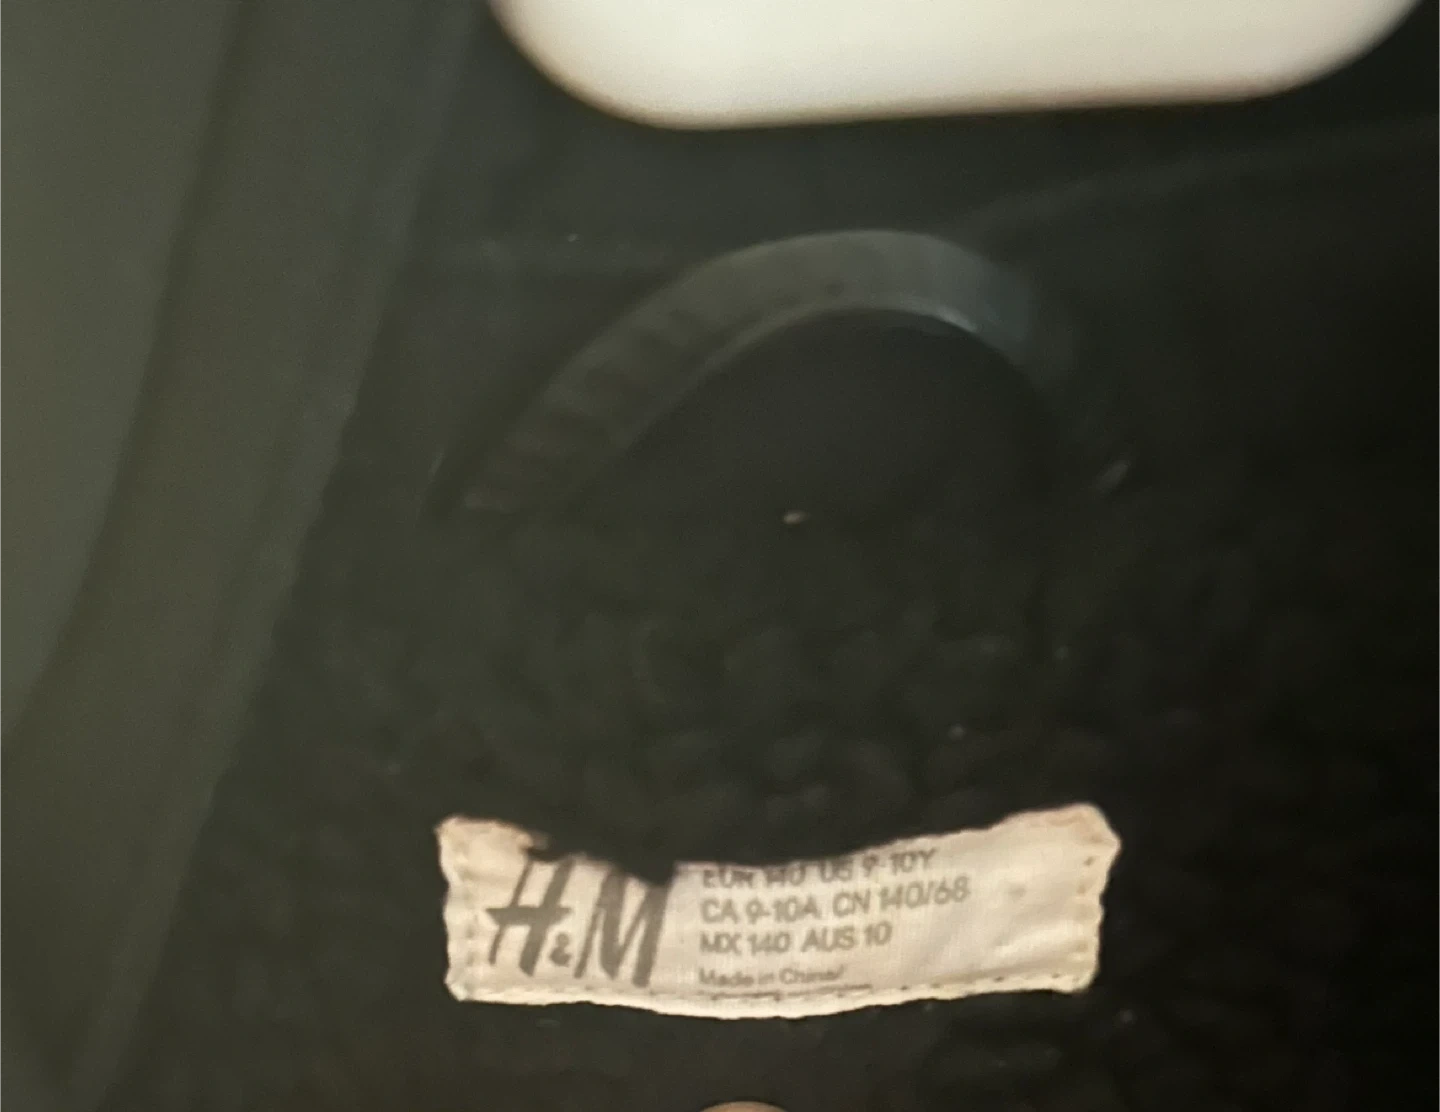 H&M
EUR 140 US 9-10Y
CA 9-10A CN 140/68
MX 140 AUS 10
Made in China/